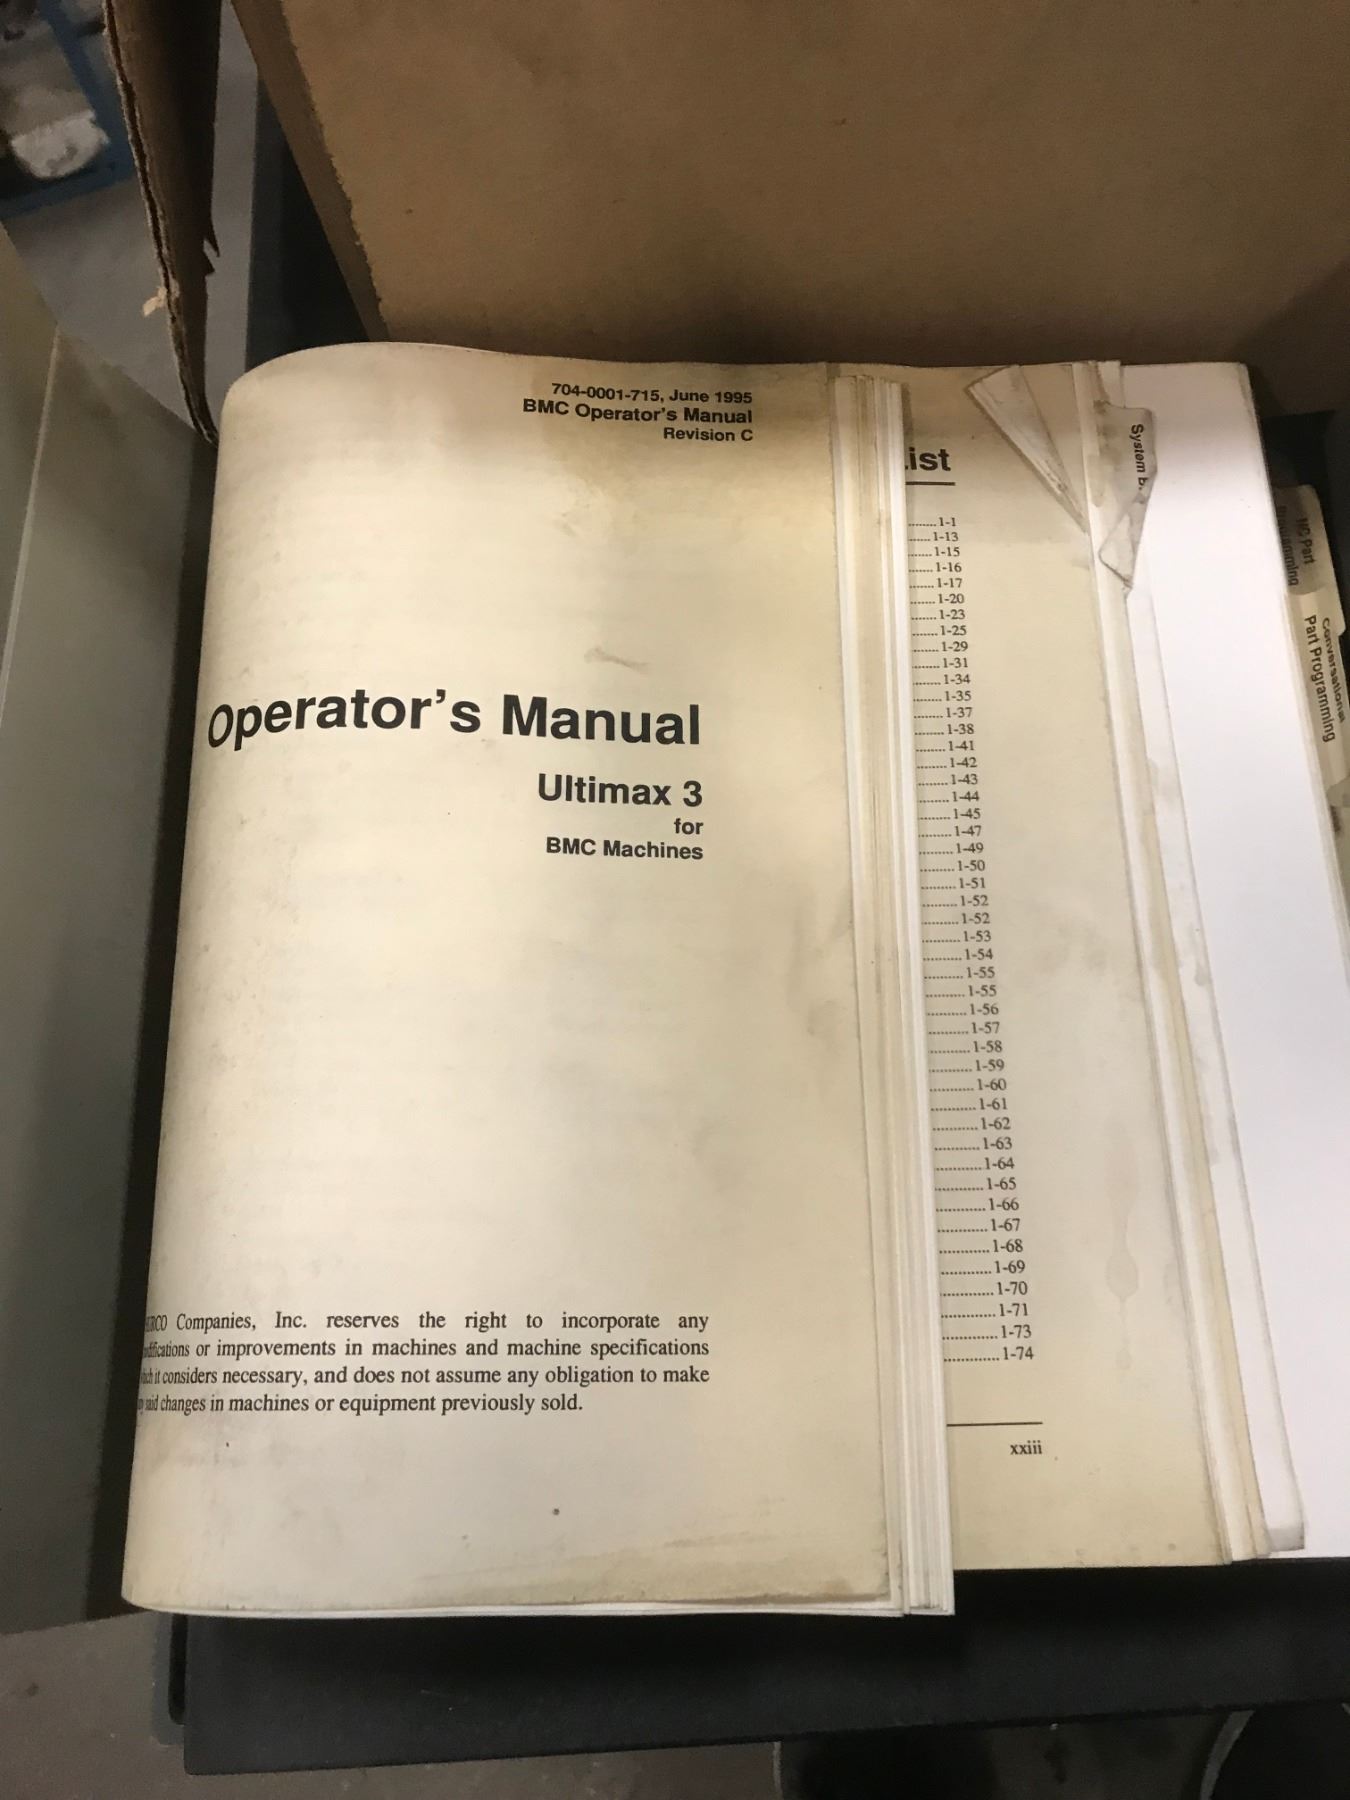 704-0001-715, June 1995
BMC Operator's Manual
Revision C
Operator's Manual
Ultimax 3
for
BMC Machines
Companies, Inc. reserves the right to incorporate any
or improvements in machines and machine specifications
it considers necessary, and does not assume any obligation to make
said changes in machines or equipment previously sold.
ist
........1-1
......1-13
.......1-15
.......1-16
.......1-17
.......1-20
........1-23
........1-25
........1-29
........1-31
........1-34
........1-35
.........1-37
.........1-38
.........1-41
.........1-42
.........1-43
.........1-44
..........1-45
..........1-47
..........1-49
..........1-50
..........1-51
..........1-52
..........1-52
..........1-53
..........1-54
...........1-55
...........1-55
...........1-56
...........1-57
...........1-58
...........1-59
............1-60
............1-61
............1-62
............1-63
.............1-64
.............1-65
.............1-66
.............1-67
.............1-68
.............1-69
..............1-70
..............1-71
..............1-73
..............1-74
xxiii
System
NC Part
Programming
Conversational
Part Programming